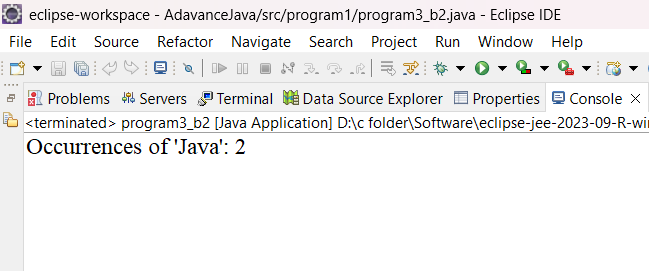 eclipse-workspace - AdavanceJava/src/program1/program3_b2.java - Eclipse IDE
File Edit Source Refactor Navigate Search Project Run Window Help
Problems Servers Terminal Data Source Explorer Properties Console
<terminated> program3_b2 [Java Application] D:\c folder\Software\eclipse-jee-2023-09-R-wi
Occurrences of 'Java': 2